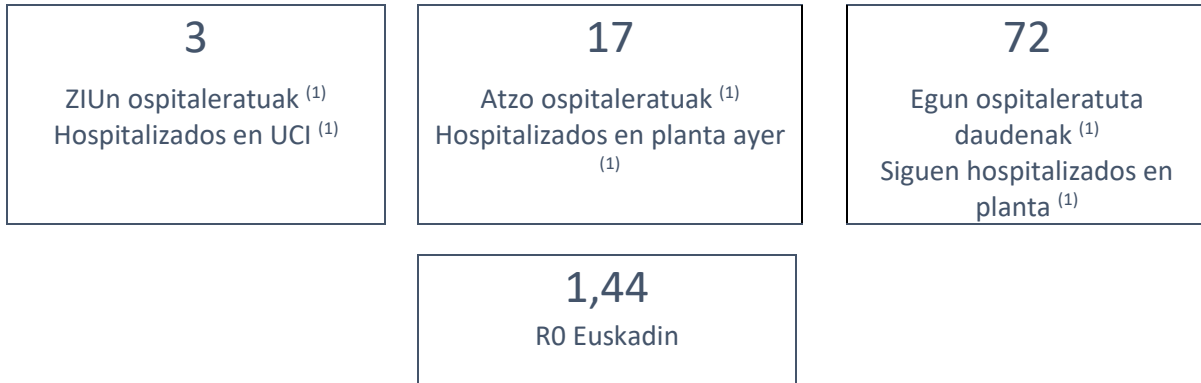 3
ZIUn ospitaleratuak (1)
Hospitalizados en UCI (1)
17
Atzo ospitaleratuak (1)
Hospitalizados en planta ayer
(1)
72
Egun ospitaleratuta
daudenak (1)
Siguen hospitalizados en
planta (1)
1,44
R0 Euskadin